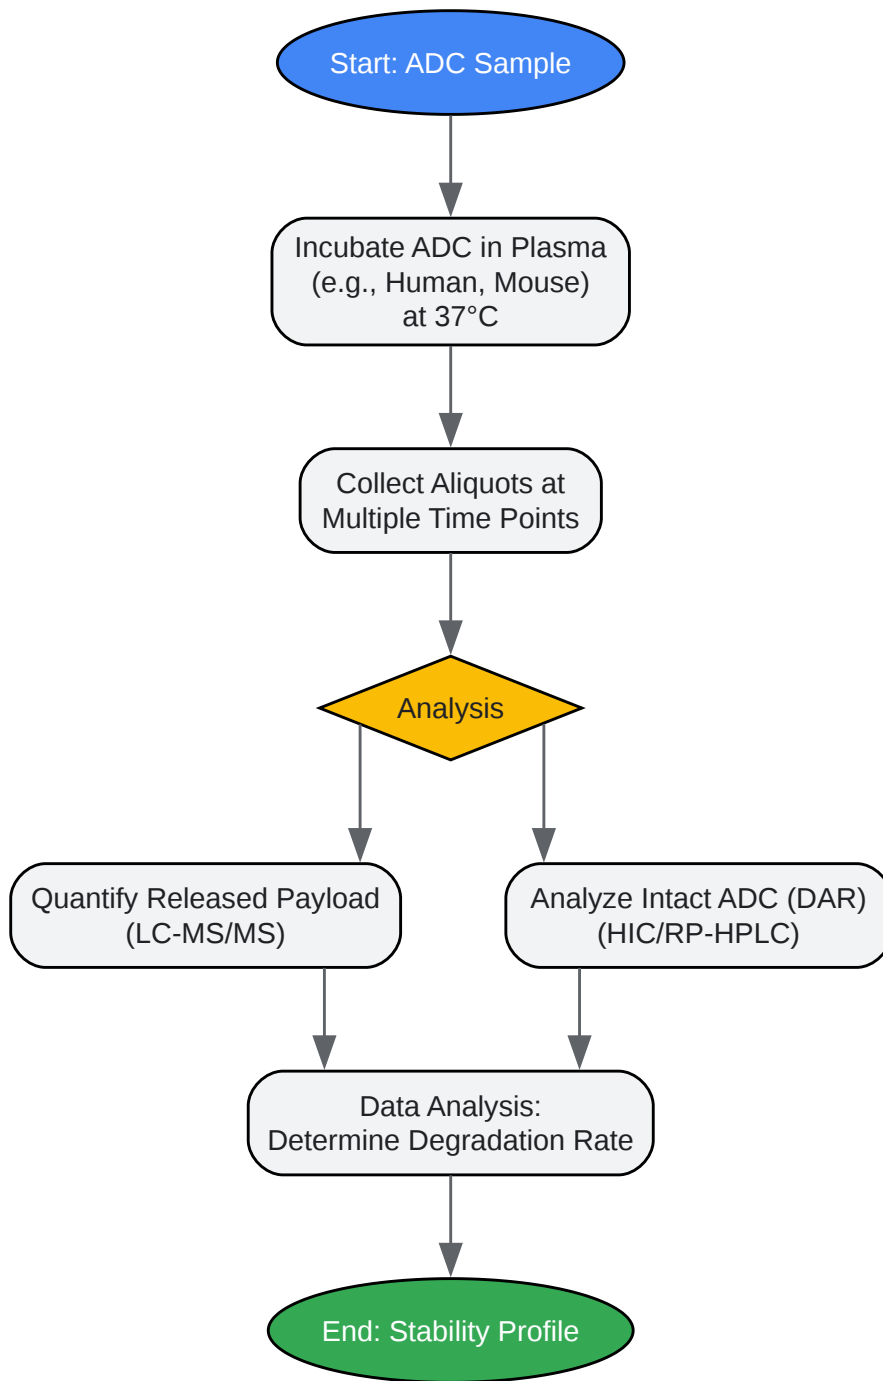 Start: ADC Sample
Incubate ADC in Plasma
(e.g., Human, Mouse)
at 37°C
Collect Aliquots at
Multiple Time Points
Analysis
Quantify Released Payload
(LC-MS/MS)
Analyze Intact ADC (DAR)
(HIC/RP-HPLC)
Data Analysis:
Determine Degradation Rate
End: Stability Profile